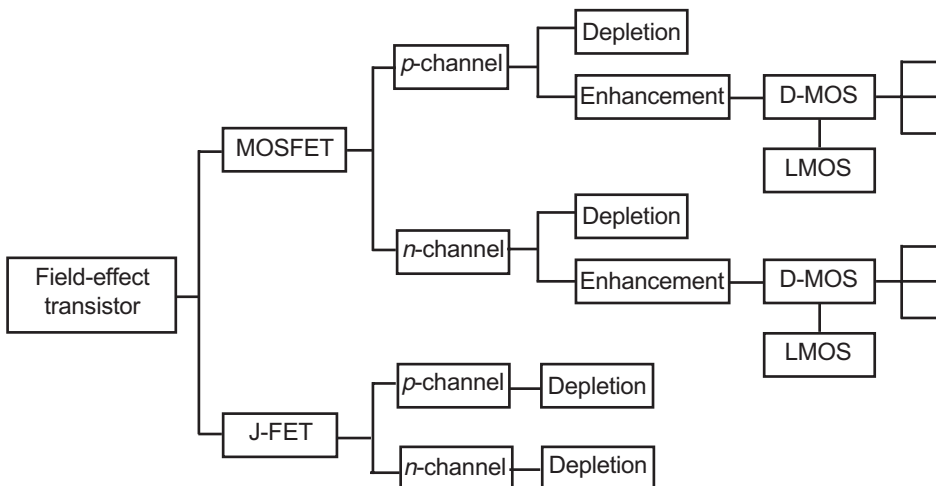 Depletion
p-channel
Enhancement
D-MOS
MOSFET
LMOS
Depletion
n-channel
Field-effect
transistor
Enhancement
D-MOS
LMOS
p-channel
Depletion
J-FET
n-channel
Depletion